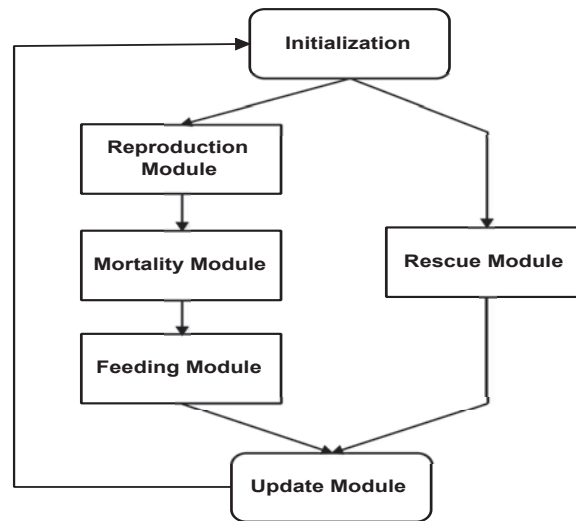 Initialization
Reproduction
Module
Mortality Module
Rescue Module
Feeding Module
Update Module